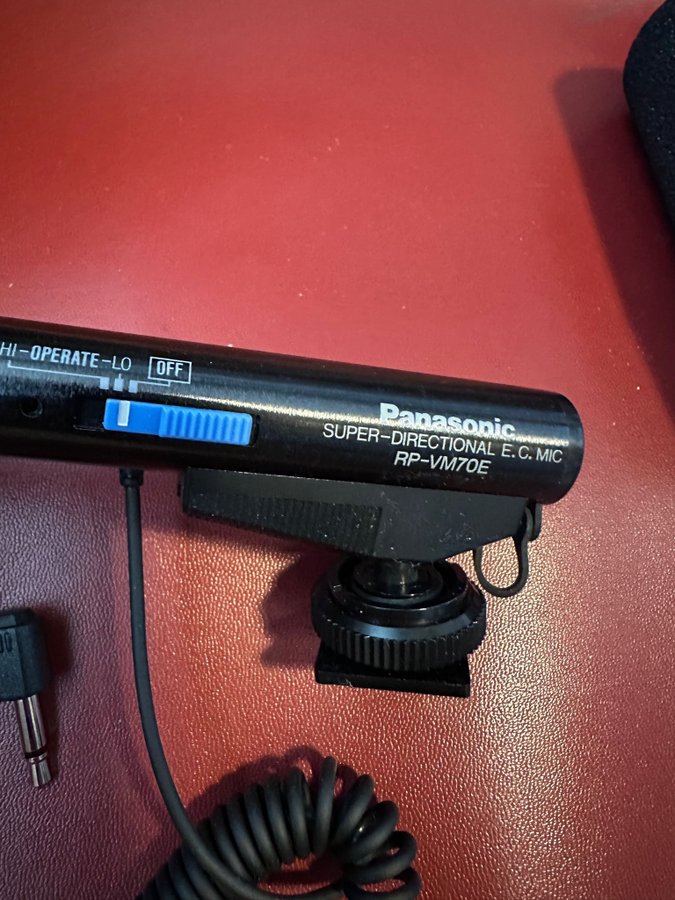 HI-OPERATE-LO OFF
Panasonic
SUPER-DIRECTIONAL E.C. MIC
RP-VM70E